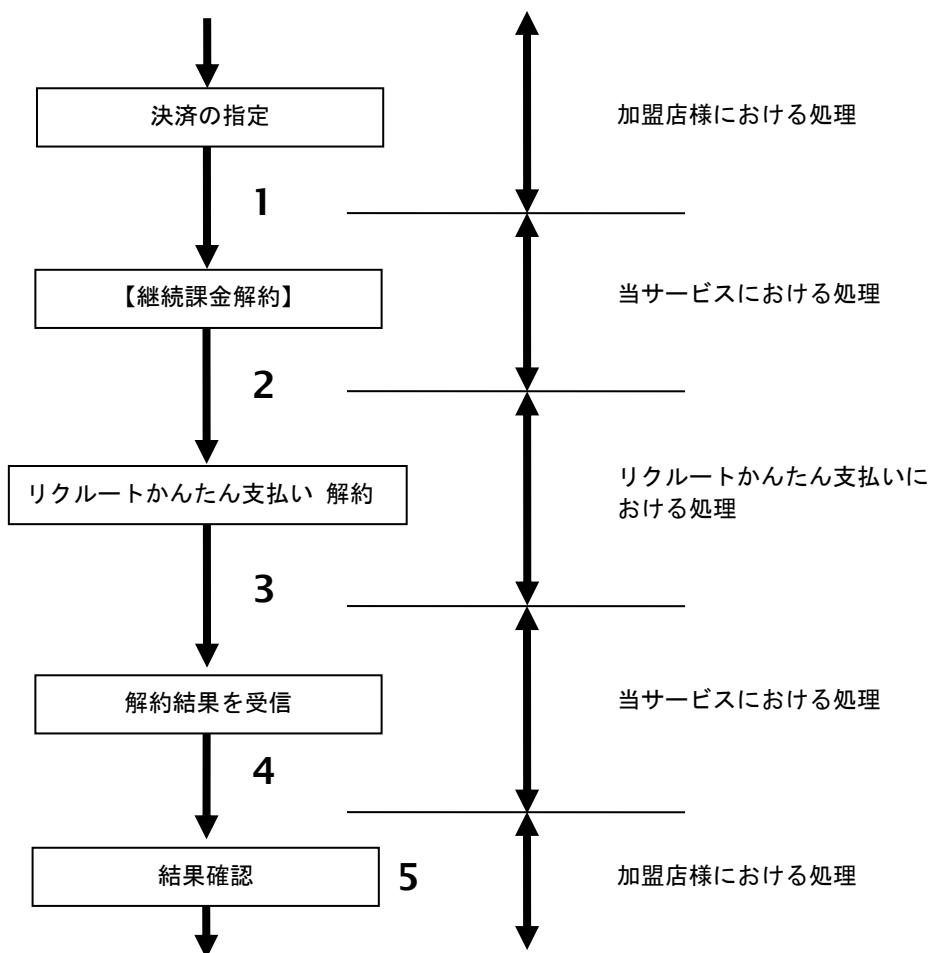 決済の指定
加盟店様における処理
1
【継続課金解約】
当サービスにおける処理
2
リクルートかんたん支払い 解約
リクルートかんたん支払いに
おける処理
3
解約結果を受信
当サービスにおける処理
4
結果確認
5
加盟店様における処理